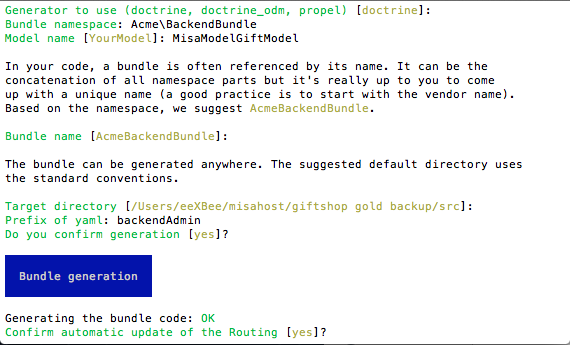 Generator to use (doctrine, doctrine_odm, propel) [doctrine]:
Bundle namespace: Acme\BackendBundle
Model name [YourModel]: MisaModelGiftModel
In your code, a bundle is often referenced by its name. It can be the
concatenation of all namespace parts but it's really up to you to come
up with a unique name (a good practice is to start with the vendor name).
Based on the namespace, we suggest AcmeBackendBundle.
Bundle name [AcmeBackendBundle]:
The bundle can be generated anywhere. The suggested default directory uses
the standard conventions.
Target directory [/Users/eeXBee/misahost/giftshop gold backup/src]:
Prefix of yaml: backendAdmin
Do you confirm generation [yes]?
Bundle generation
Generating the bundle code: OK
Confirm automatic update of the Routing [yes]?